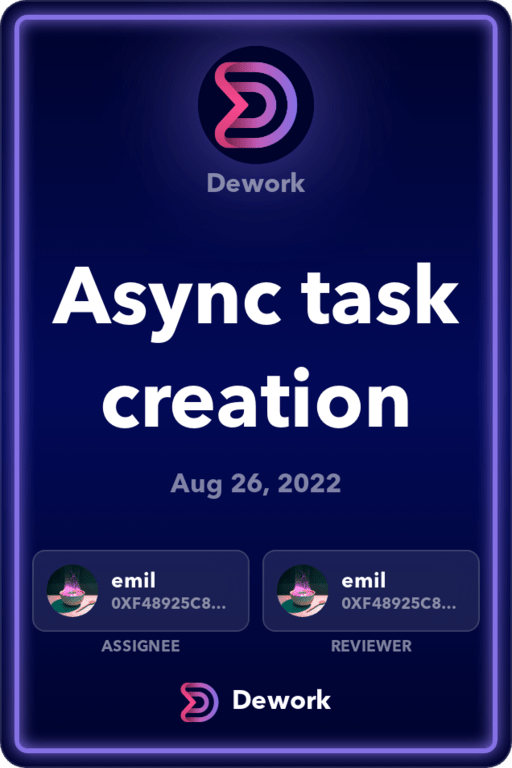 Dework
Async task
creation
Aug 26, 2022
emil
0XF48925C8...
ASSIGNEE
emil
0XF48925C8...
REVIEWER
Dework